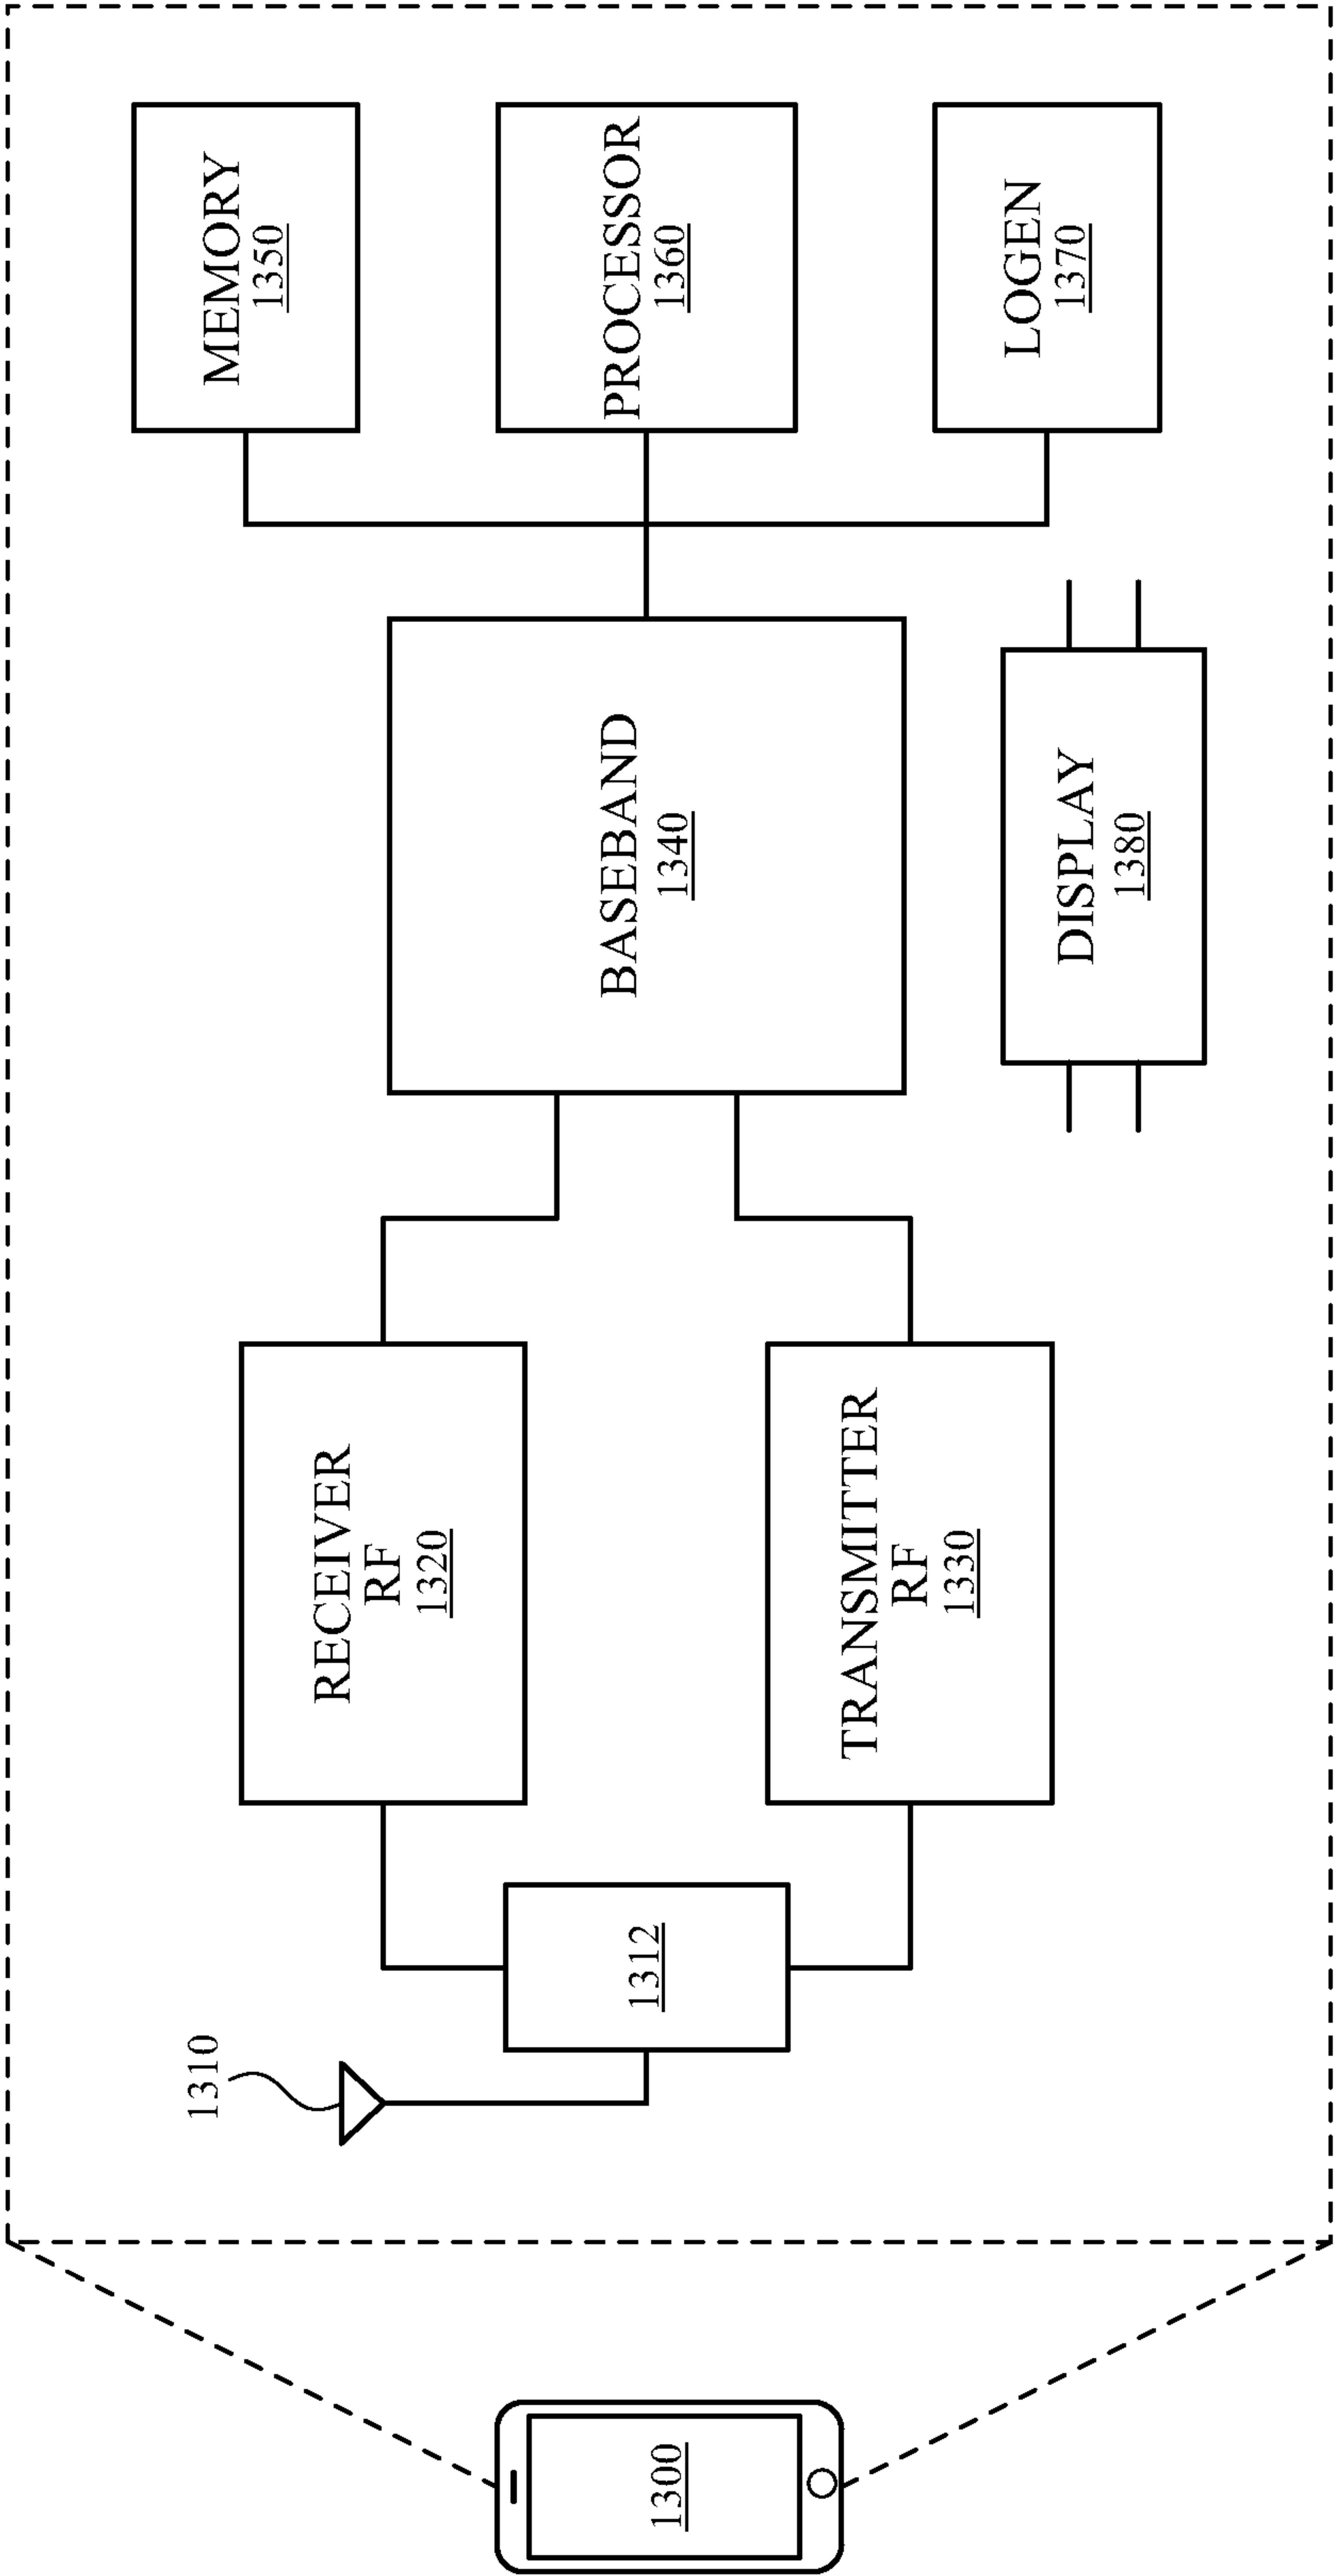 1300
1310
1312
RECEIVER
RF
1320
TRANSMITTER
RF
1330
BASEBAND
1340
DISPLAY
1380
MEMORY
1350
PROCESSOR
1360
LOGEN
1370